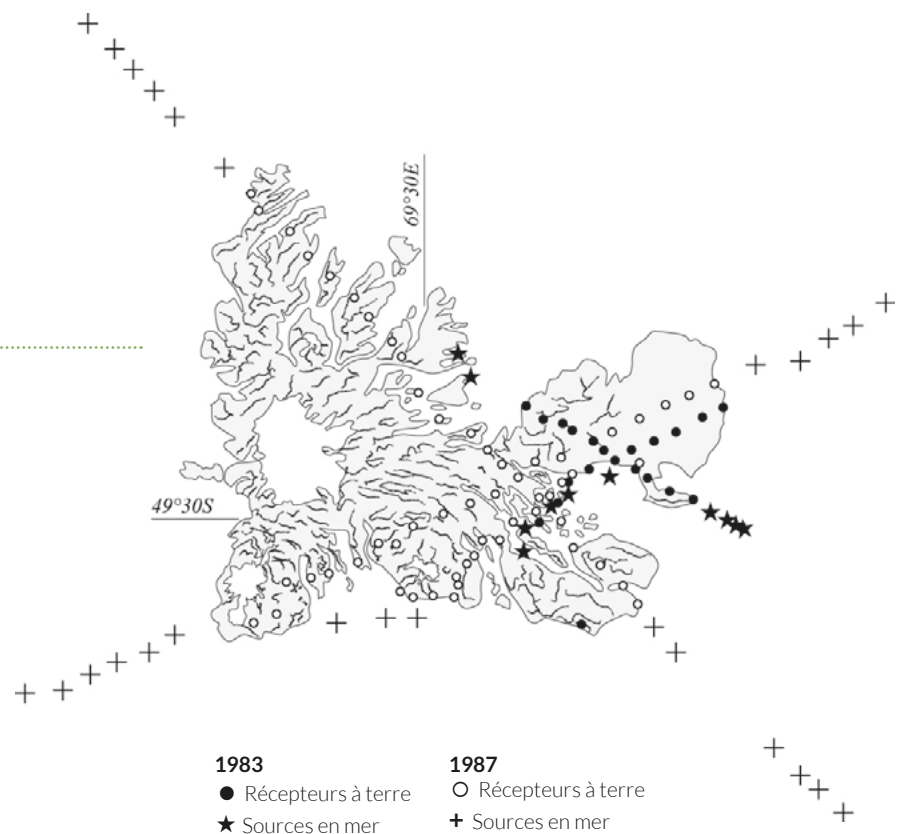 69°30E
49°30S
1983
Récepteurs à terre
Sources en mer
1987
Récepteurs à terre
Sources en mer